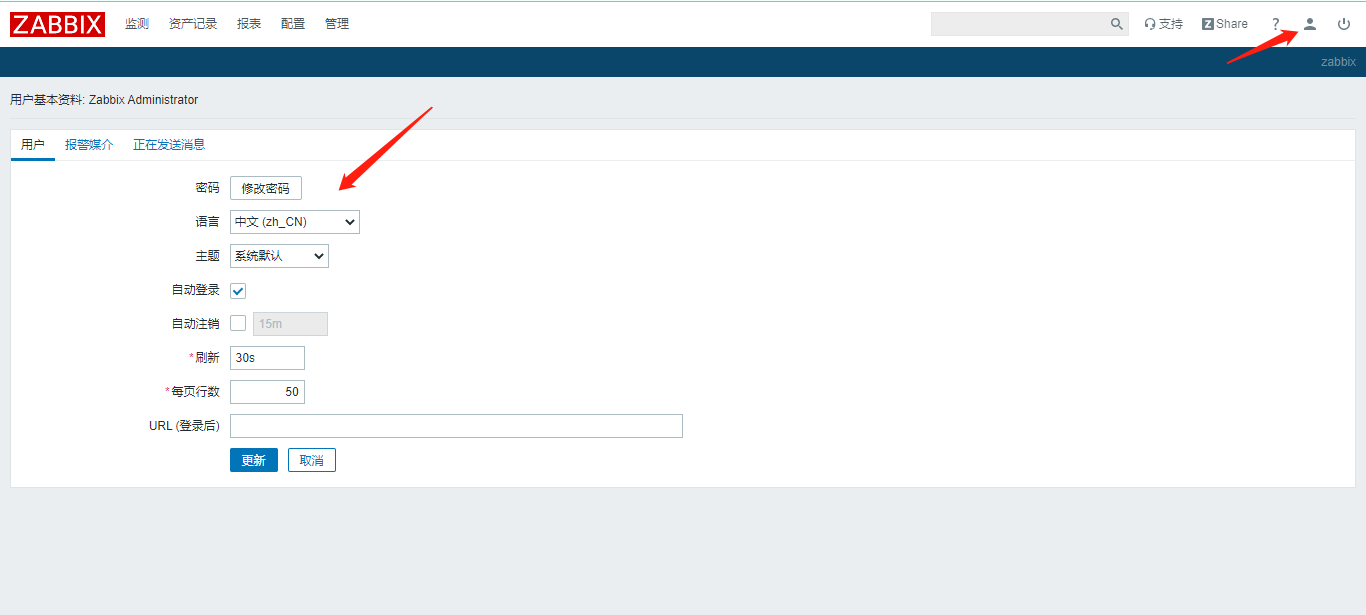 ZABBIX 监测 资产记录 报表 配置 管理 支持 Z Share ?
zabbix
用户基本资料: Zabbix Administrator
用户 报警媒介 正在发送消息
密码 修改密码
语言 中文 (zh_CN)
主题 系统默认
自动登录
自动注销 15m
*刷新 30s
*每页行数 50
URL (登录后)
更新 取消